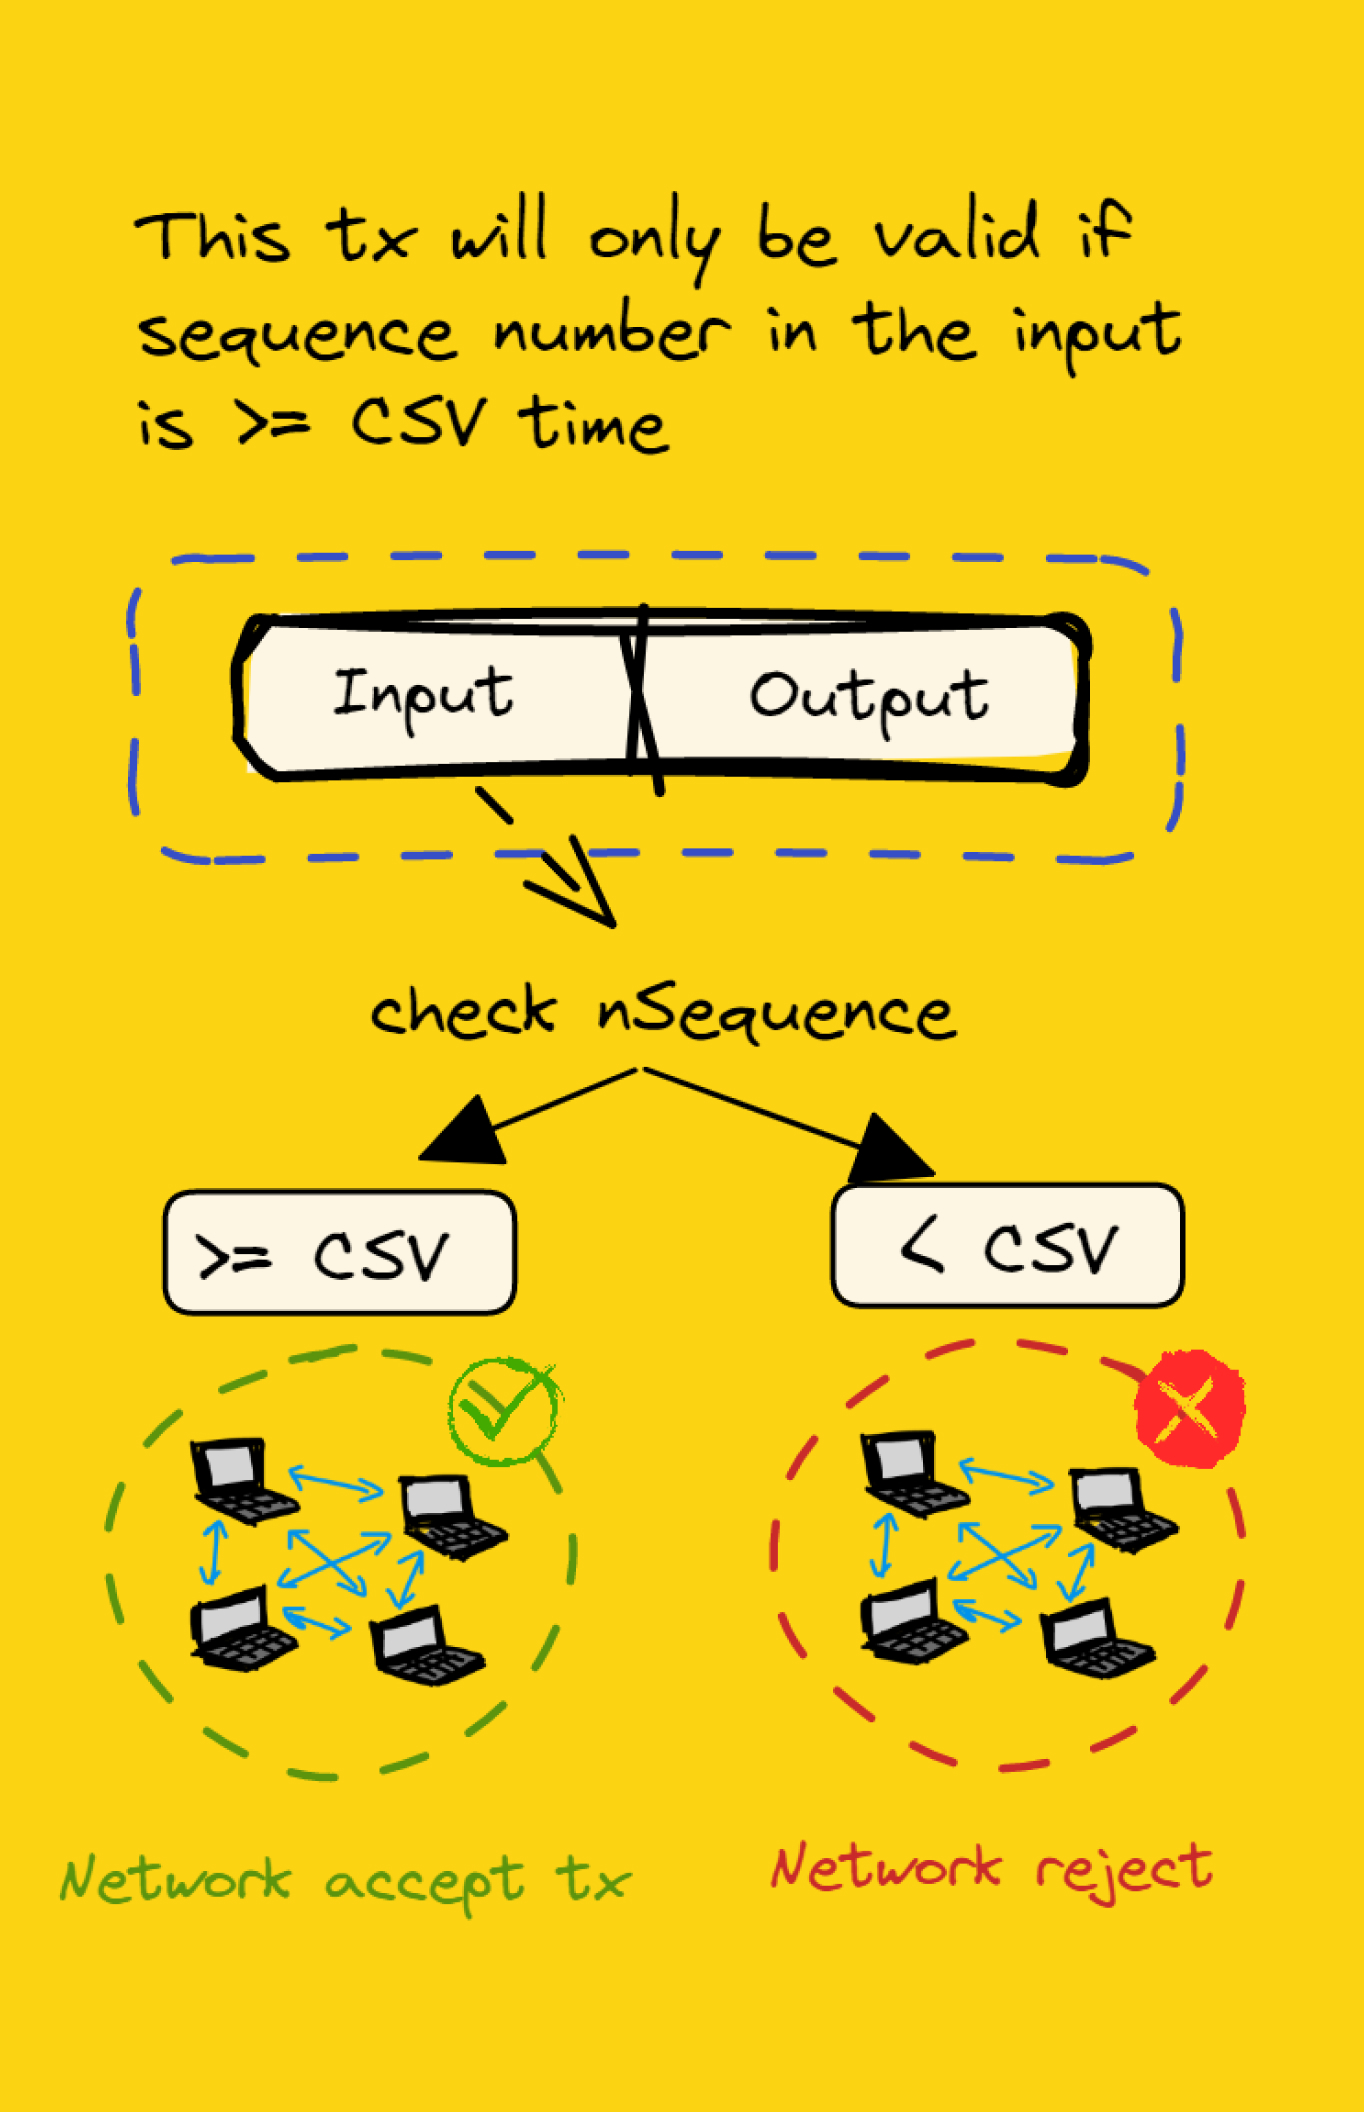 This tx will only be valid if
sequence number in the input
is >= CSV time
Input
Output
check nSequence
>= CSV
< CSV
Network accept tx
Network reject